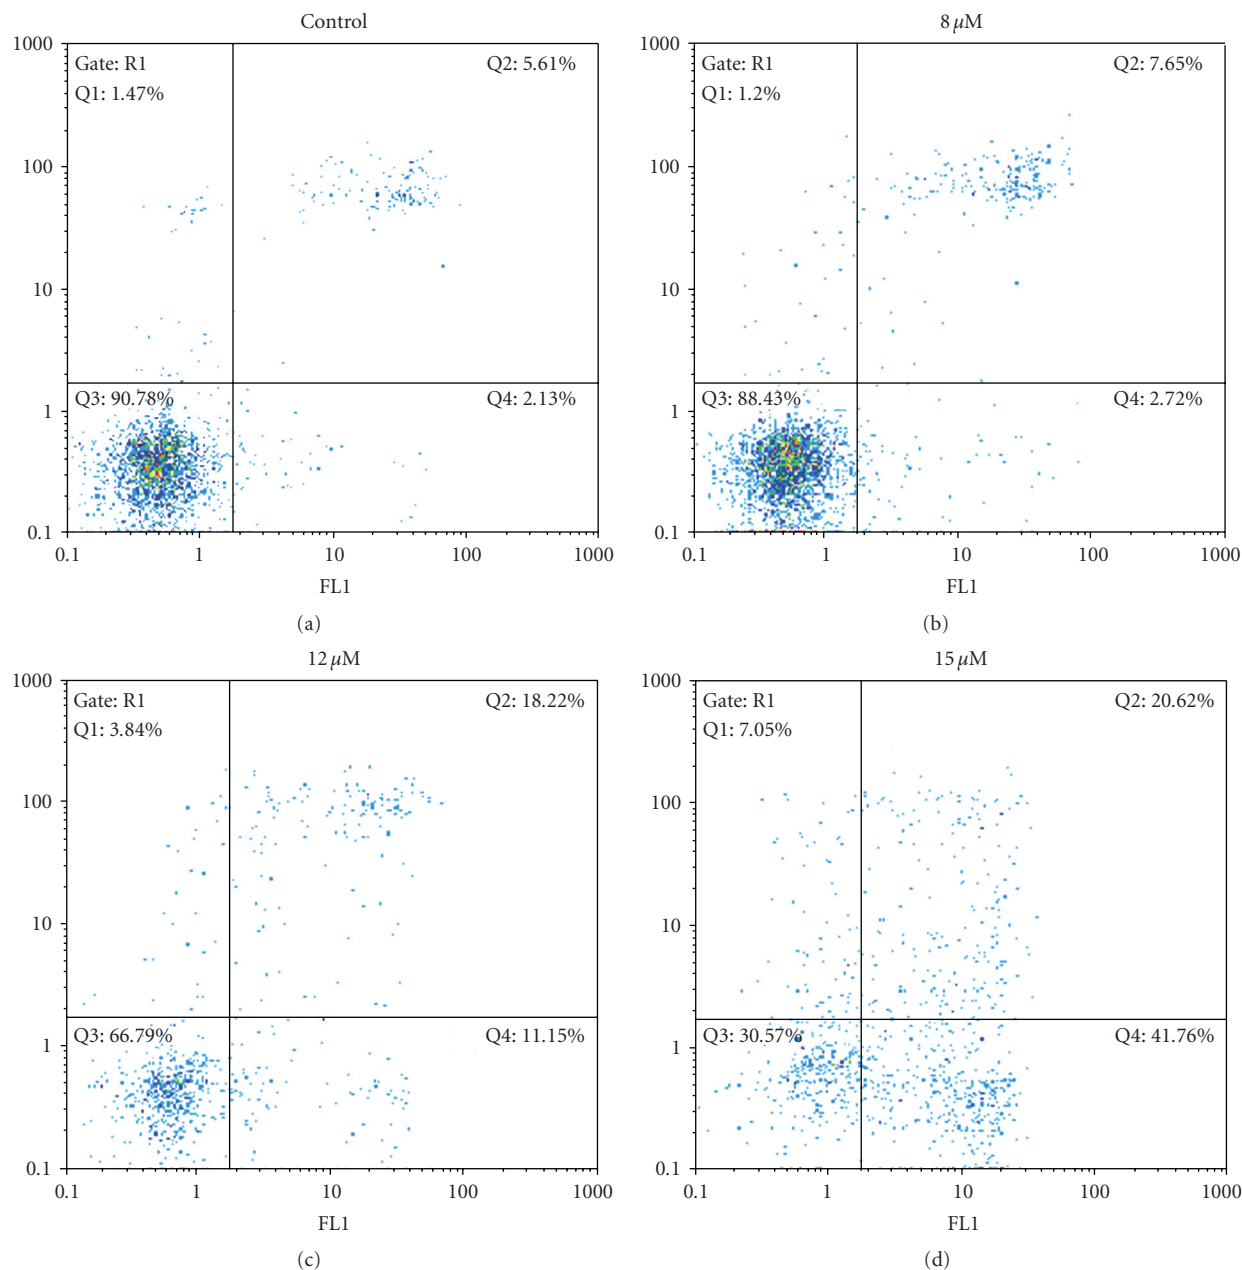 Control
1000
100
10
1
0.1
Gate: R1
Q1: 1.47%
Q2: 5.61%
Q3: 90.78%
Q4: 2.13%
0.1 1 10 100 1000
FL1
(a)
8 µM
1000
100
10
1
0.1
Gate: R1
Q1: 1.2%
Q2: 7.65%
Q3: 88.43%
Q4: 2.72%
0.1 1 10 100 1000
FL1
(b)
12 µM
1000
100
10
1
0.1
Gate: R1
Q1: 3.84%
Q2: 18.22%
Q3: 66.79%
Q4: 11.15%
0.1 1 10 100 1000
FL1
(c)
15 µM
1000
100
10
1
0.1
Gate: R1
Q1: 7.05%
Q2: 20.62%
Q3: 30.57%
Q4: 41.76%
0.1 1 10 100 1000
FL1
(d)